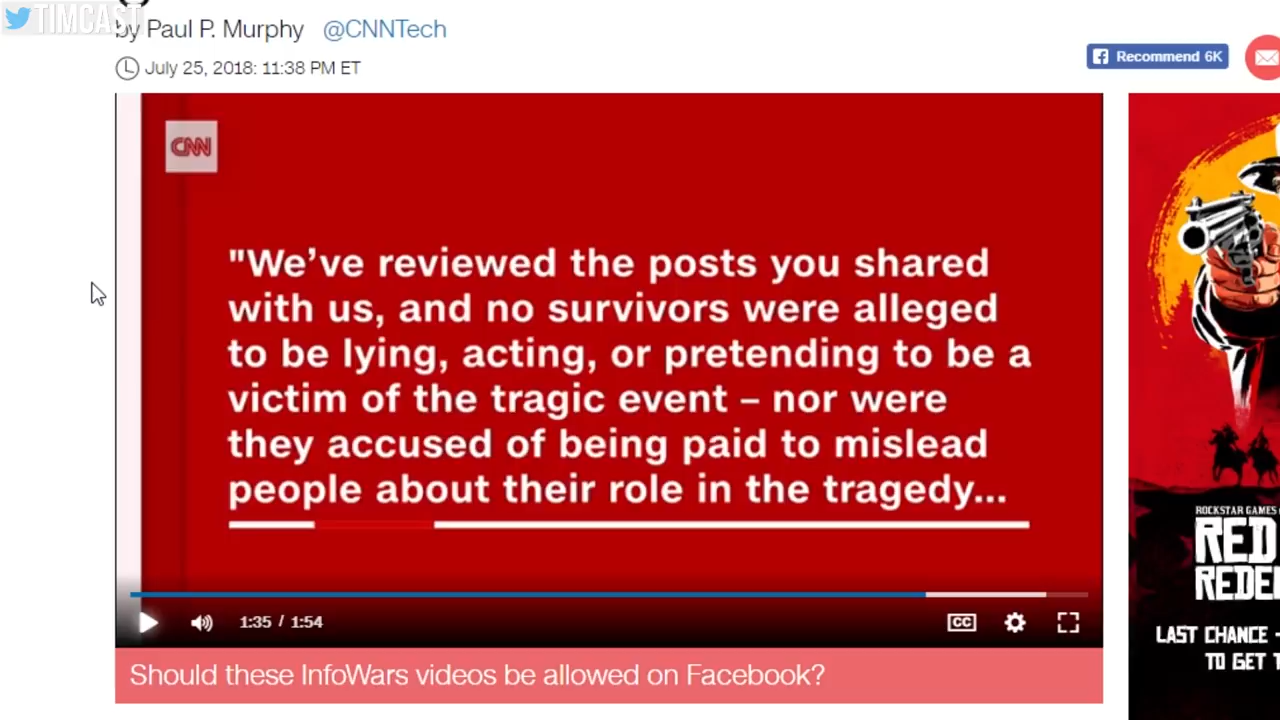 TIMCAST
by Paul P. Murphy @CNNTech
July 25, 2018: 11:38 PM ET
Recommend 6K
CNN
"We’ve reviewed the posts you shared
with us, and no survivors were alleged
to be lying, acting, or pretending to be a
victim of the tragic event – nor were
they accused of being paid to mislead
people about their role in the tragedy...
1:35 / 1:54
CC
Should these InfoWars videos be allowed on Facebook?
ROCKSTAR GAMES
RED
LAST CHANCE -
TO GET